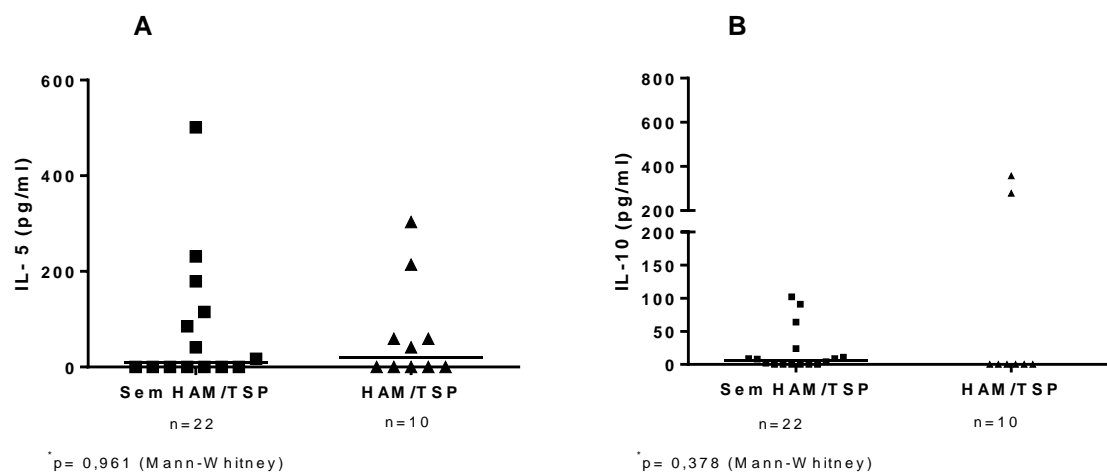 A
IL- 5 (pg/ml)
600
400
200
0
Sem HAM/TSP
HAM/TSP
n=22
n=10
*p= 0,961 (Mann-Whitney)
B
IL-10 (pg/ml)
800
600
400
200
200
150
100
50
0
Sem HAM/TSP
HAM/TSP
n=22
n=10
*p= 0,378 (Mann-Whitney)